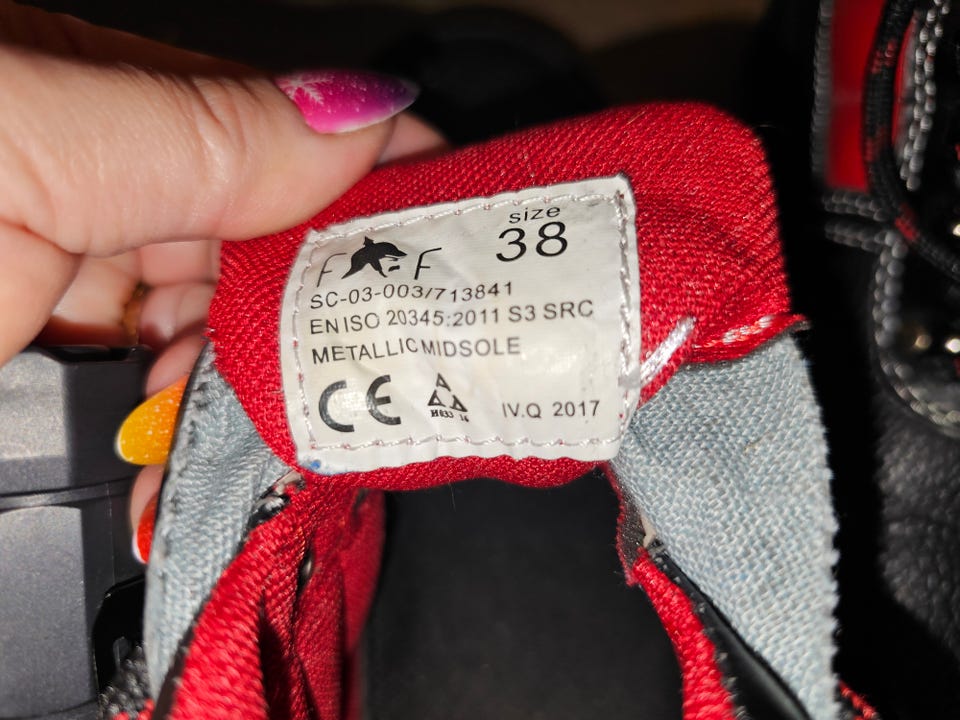 size
38
F F
SC-03-003/713841
EN ISO 20345:2011 S3 SRC
METALLIC MIDSOLE
CE
IV.Q 2017